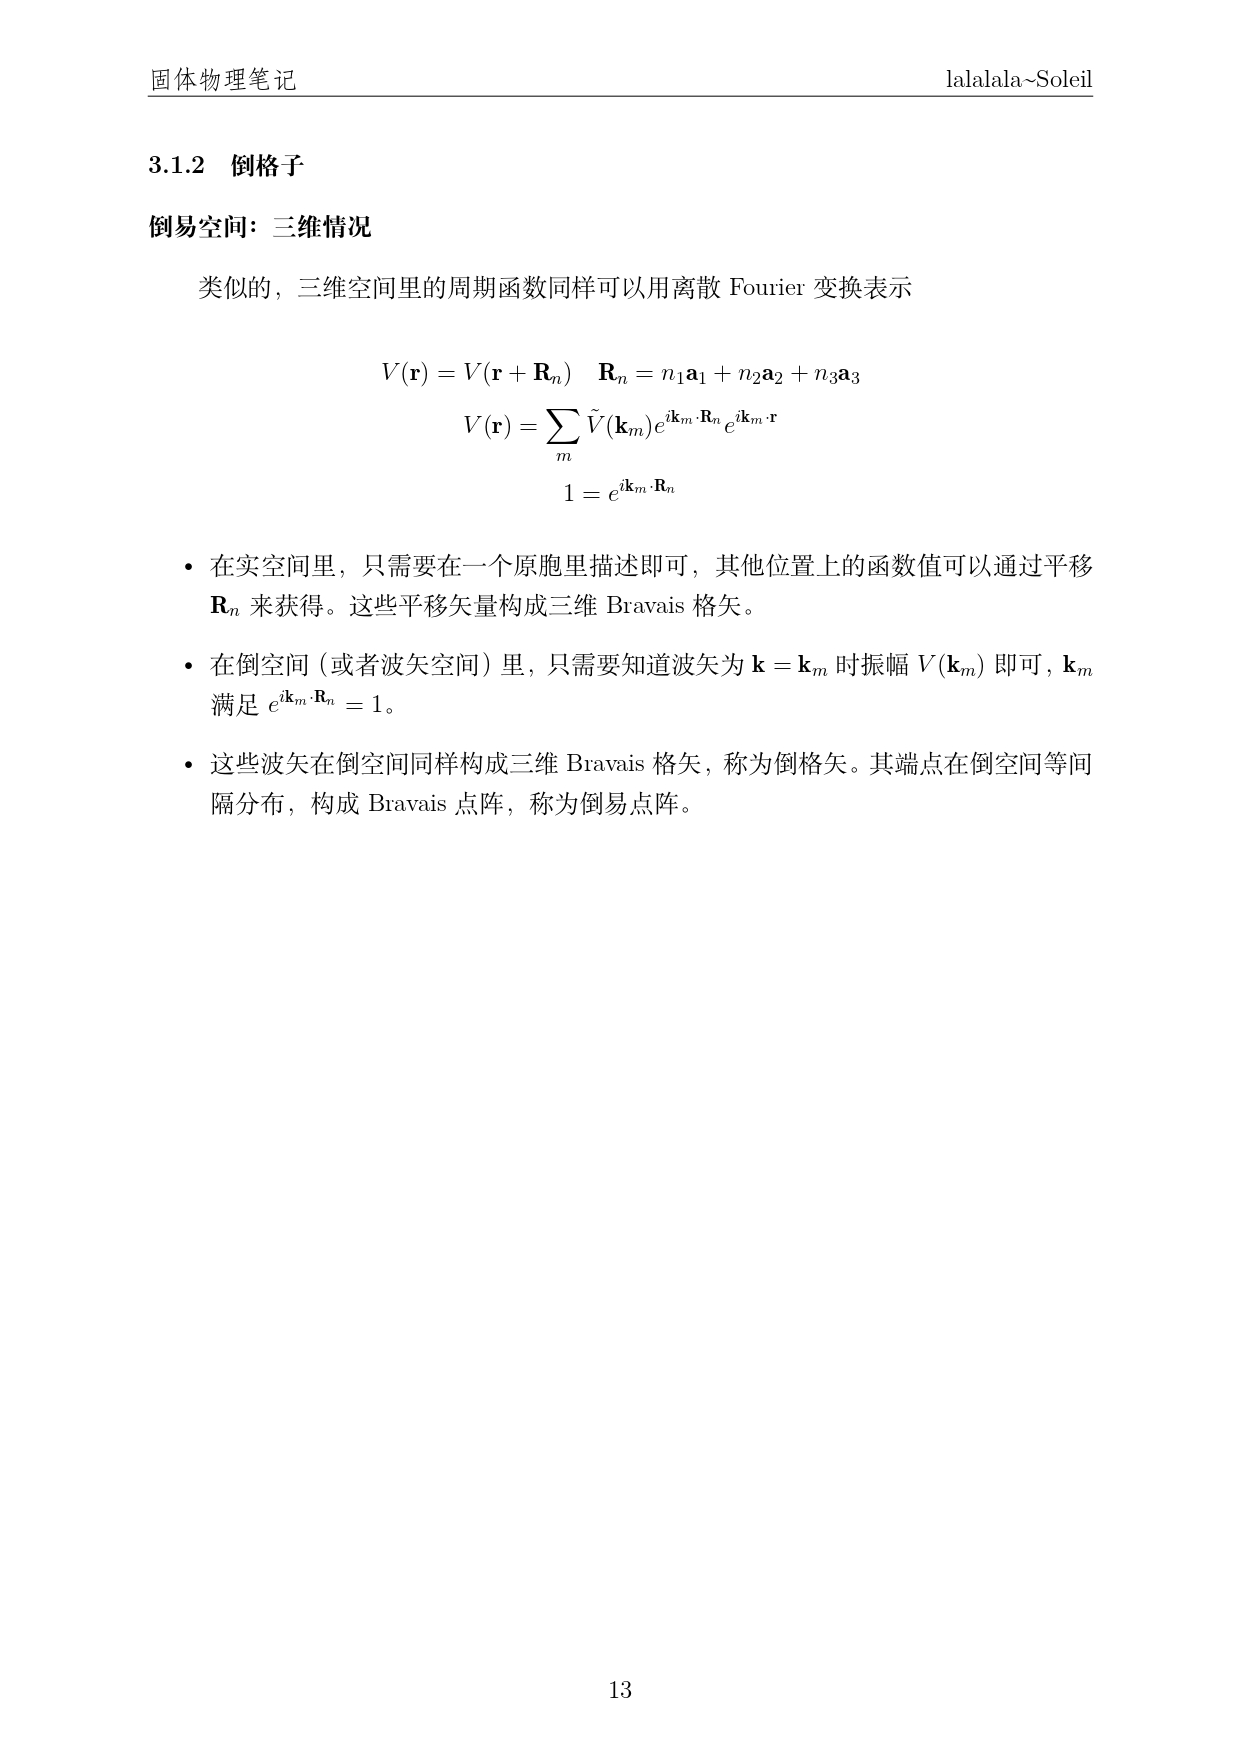 固体物理笔记 lalalala~Soleil
3.1.2 倒格子
倒易空间：三维情况
类似的，三维空间里的周期函数同样可以用离散 Fourier 变换表示
$V(\mathbf{r}) = V(\mathbf{r} + \mathbf{R}_n) \quad \mathbf{R}_n = n_1\mathbf{a}_1 + n_2\mathbf{a}_2 + n_3\mathbf{a}_3$
$V(\mathbf{r}) = \sum_m \tilde{V}(\mathbf{k}_m) e^{i\mathbf{k}_m \cdot \mathbf{R}_n} e^{i\mathbf{k}_m \cdot \mathbf{r}}$
$1 = e^{i\mathbf{k}_m \cdot \mathbf{R}_n}$
• 在实空间里，只需要在一个原胞里描述即可，其他位置上的函数值可以通过平移
$\mathbf{R}_n$ 来获得。这些平移矢量构成三维 Bravais 格矢。
• 在倒空间（或者波矢空间）里，只需要知道波矢为 $\mathbf{k} = \mathbf{k}_m$ 时振幅 $V(\mathbf{k}_m)$ 即可，$\mathbf{k}_m$
满足 $e^{i\mathbf{k}_m \cdot \mathbf{R}_n} = 1$。
• 这些波矢在倒空间同样构成三维 Bravais 格矢，称为倒格矢。其端点在倒空间等间
隔分布，构成 Bravais 点阵，称为倒易点阵。
13